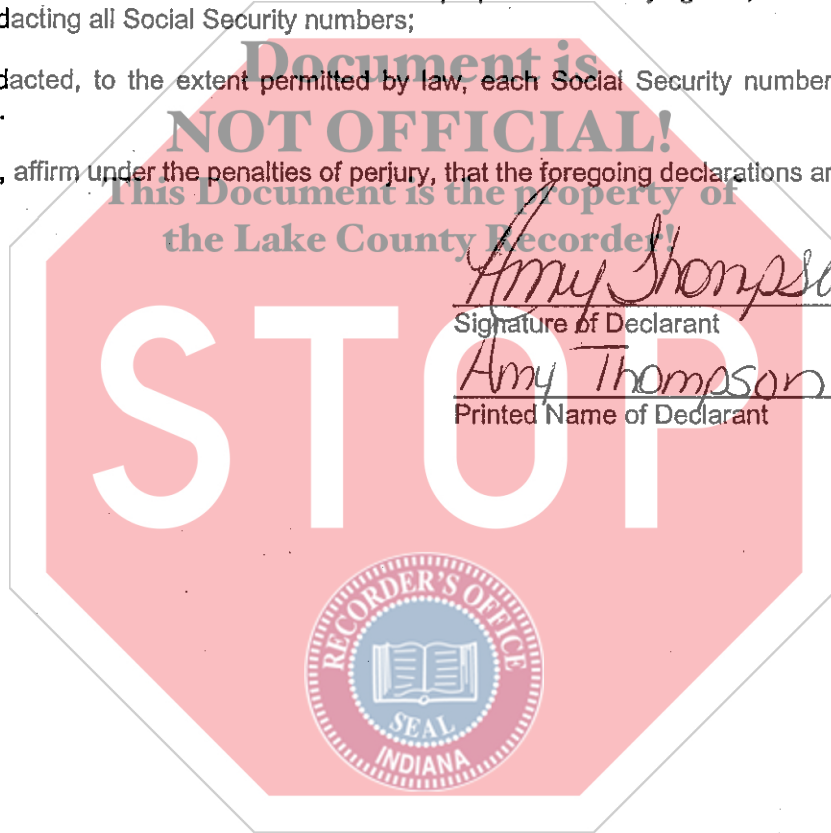 dacting all Social Security numbers;
Document is
dacted, to the extent permitted by law, each Social Security number
NOT OFFICIAL!
, affirm under the penalties of perjury, that the foregoing declarations ar
This Document is the property of
the Lake County Recorder!
Amy Thompso
Signature of Declarant
Amy Thompson
Printed Name of Declarant
STOP
RECORDER'S OFFICE
SEAL
INDIANA